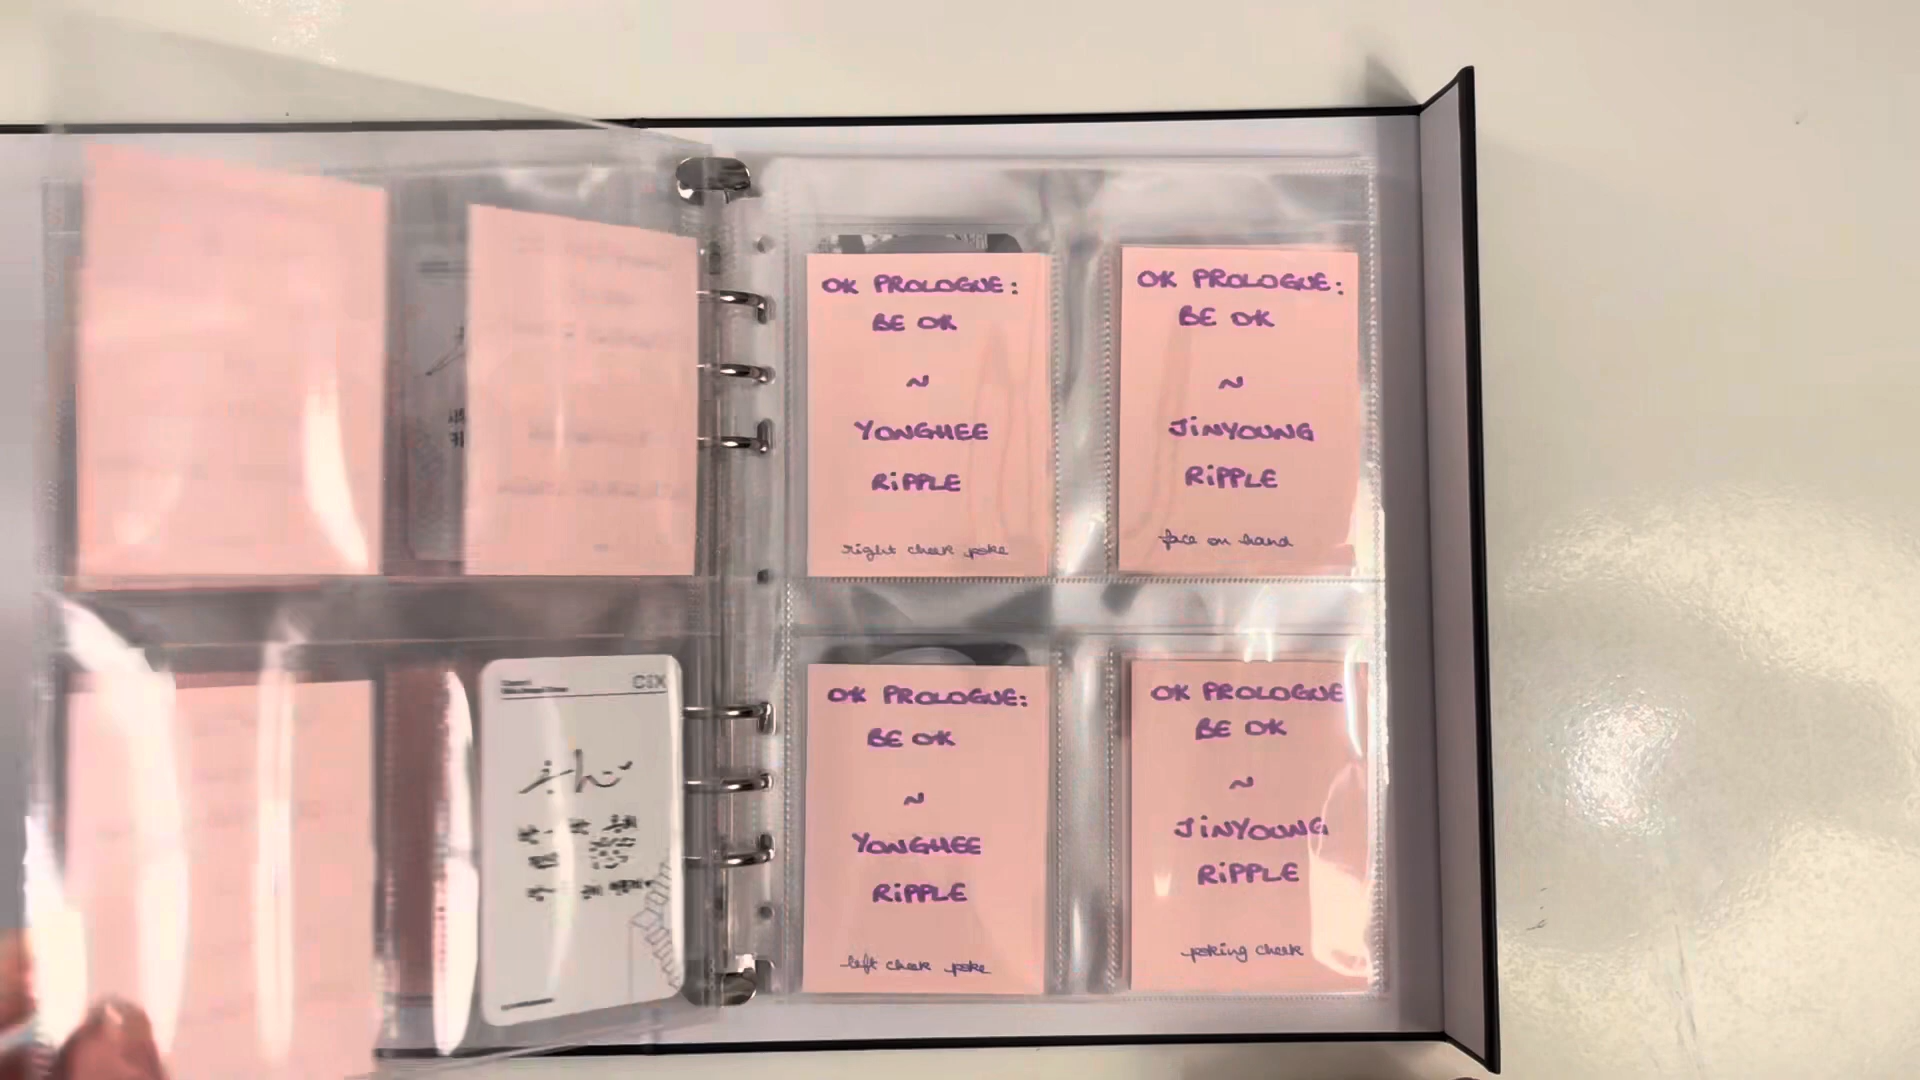 OK PROLOGUE:
BE OK
~
YONGHEE
RiPPLE
right cheek poke
OK PROLOGUE:
BE OK
~
JiNYOUNG
RiPPLE
face on hand
OK PROLOGUE:
BE OK
~
YONGHEE
RiPPLE
left cheek poke
OK PROLOGUE
BE OK
~
JiNYOUNG
RiPPLE
poking cheek
CIX